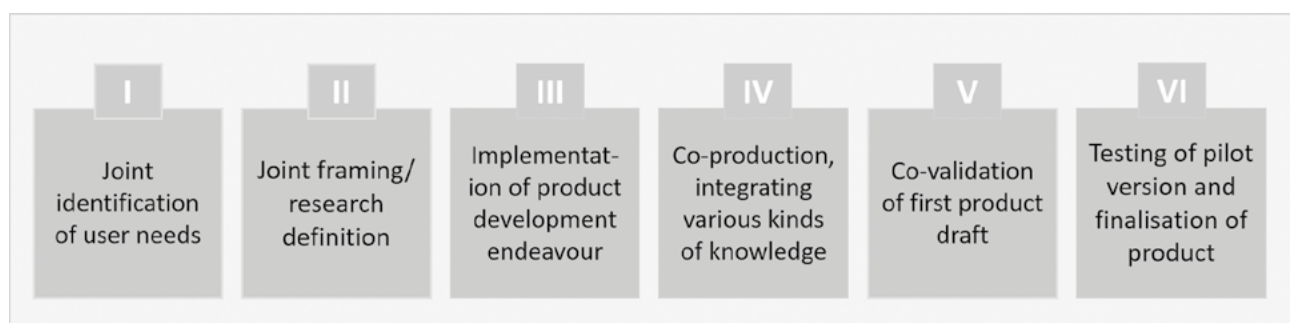 I
Joint
identification
of user needs
II
Joint framing/
research
definition
III
Implementat-
ion of product
development
endeavour
IV
Co-production,
integrating
various kinds
of knowledge
V
Co-validation
of first product
draft
VI
Testing of pilot
version and
finalisation of
product